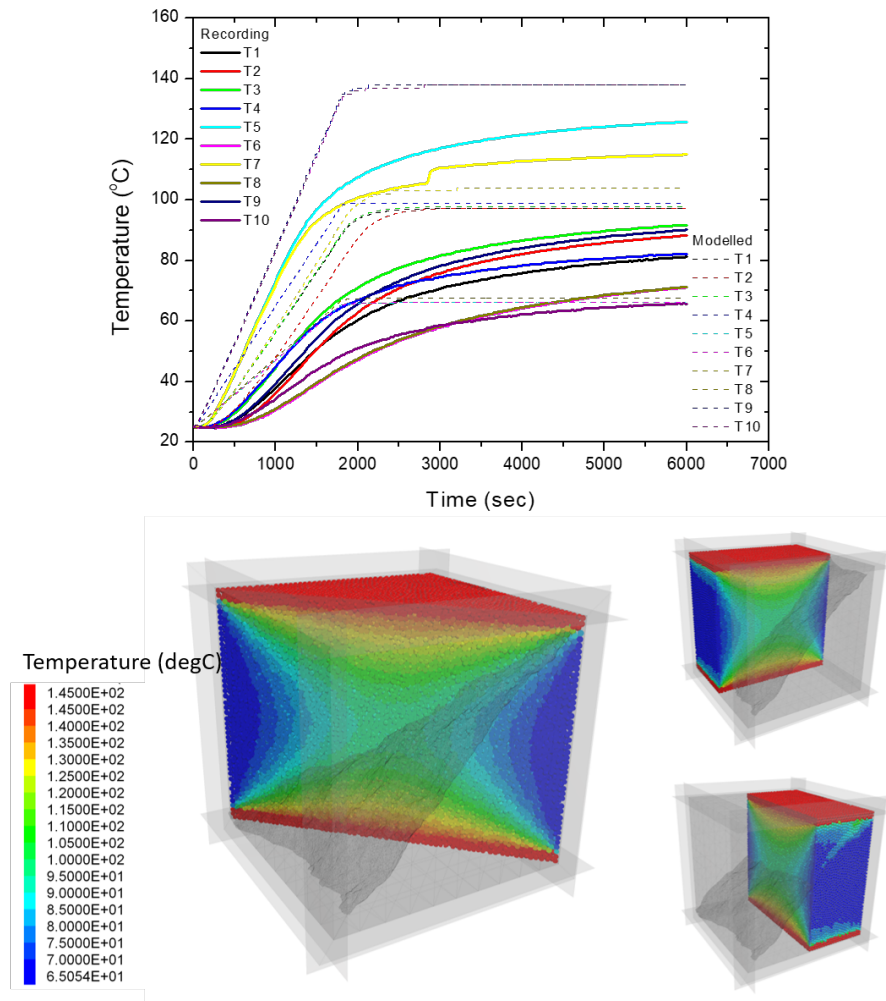 160
140
120
100
80
60
40
20
Temperature (°C)
Recording
T1
T2
T3
T4
T5
T6
T7
T8
T9
T10
Modelled
T1
T2
T3
T4
T5
T6
T7
T8
T9
T10
0 1000 2000 3000 4000 5000 6000 7000
Time (sec)
Temperature (degC)
1.4500E+02
1.4000E+02
1.3500E+02
1.3000E+02
1.2500E+02
1.2000E+02
1.1500E+02
1.1000E+02
1.0500E+02
1.0000E+02
9.5000E+01
9.0000E+01
8.5000E+01
8.0000E+01
7.5000E+01
7.0000E+01
6.5054E+01